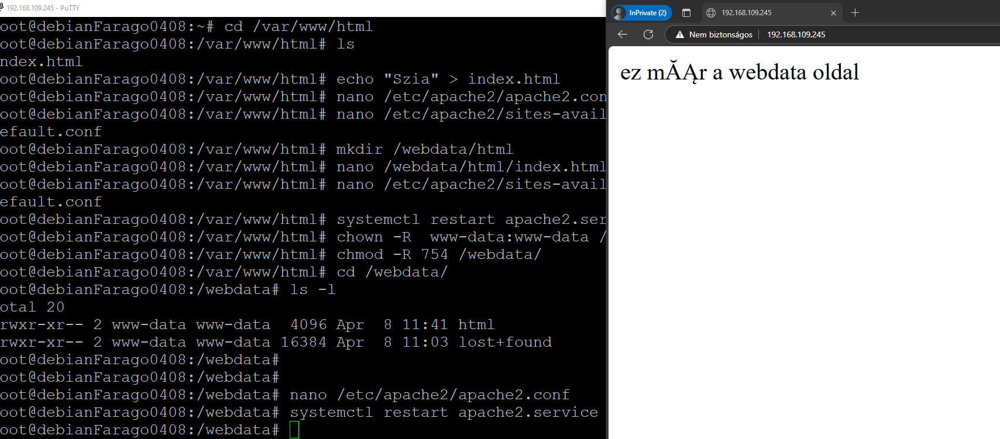 192.168.109.245 - PuTTY
oot@debianFarago0408:~# cd /var/www/html
oot@debianFarago0408:/var/www/html# ls
ndex.html
oot@debianFarago0408:/var/www/html# echo "Szia" > index.html
oot@debianFarago0408:/var/www/html# nano /etc/apache2/apache2.con
oot@debianFarago0408:/var/www/html# nano /etc/apache2/sites-avail
efault.conf
oot@debianFarago0408:/var/www/html# mkdir /webdata/html
oot@debianFarago0408:/var/www/html# nano /webdata/html/index.html
oot@debianFarago0408:/var/www/html# nano /etc/apache2/sites-avail
efault.conf
oot@debianFarago0408:/var/www/html# systemctl restart apache2.ser
oot@debianFarago0408:/var/www/html# chown -R  www-data:www-data /
oot@debianFarago0408:/var/www/html# chmod -R 754 /webdata/
oot@debianFarago0408:/var/www/html# cd /webdata/
oot@debianFarago0408:/webdata# ls -l
otal 20
rwxr-xr-- 2 www-data www-data  4096 Apr  8 11:41 html
rwxr-xr-- 2 www-data www-data 16384 Apr  8 11:03 lost+found
oot@debianFarago0408:/webdata#
oot@debianFarago0408:/webdata#
oot@debianFarago0408:/webdata# nano /etc/apache2/apache2.conf
oot@debianFarago0408:/webdata# systemctl restart apache2.service
oot@debianFarago0408:/webdata#
InPrivate (2)
192.168.109.245
Nem biztonságos
192.168.109.245
ez mĂĄr a webdata oldal